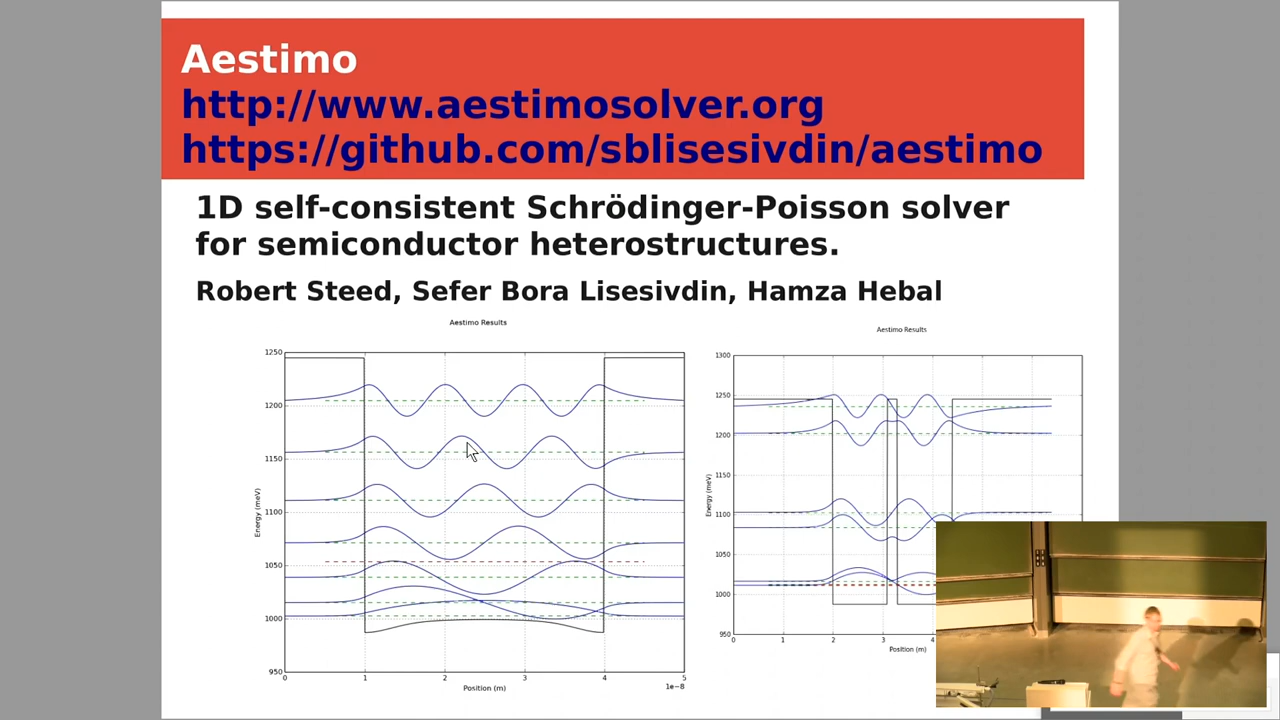 Aestimo
http://www.aestimosolver.org
https://github.com/sblisesivdin/aestimo
1D self-consistent Schrödinger-Poisson solver
for semiconductor heterostructures.
Robert Steed, Sefer Bora Lisesivdin, Hamza Hebal
Aestimo Results
1250
1200
1150
1100
1050
1000
950
Energy (meV)
0 1 2 3 4 5
Position (m)
1e−8
Aestimo Results
1300
1250
1200
1150
1100
1050
1000
950
Energy (meV)
0 1 2 3 4
Position (m)